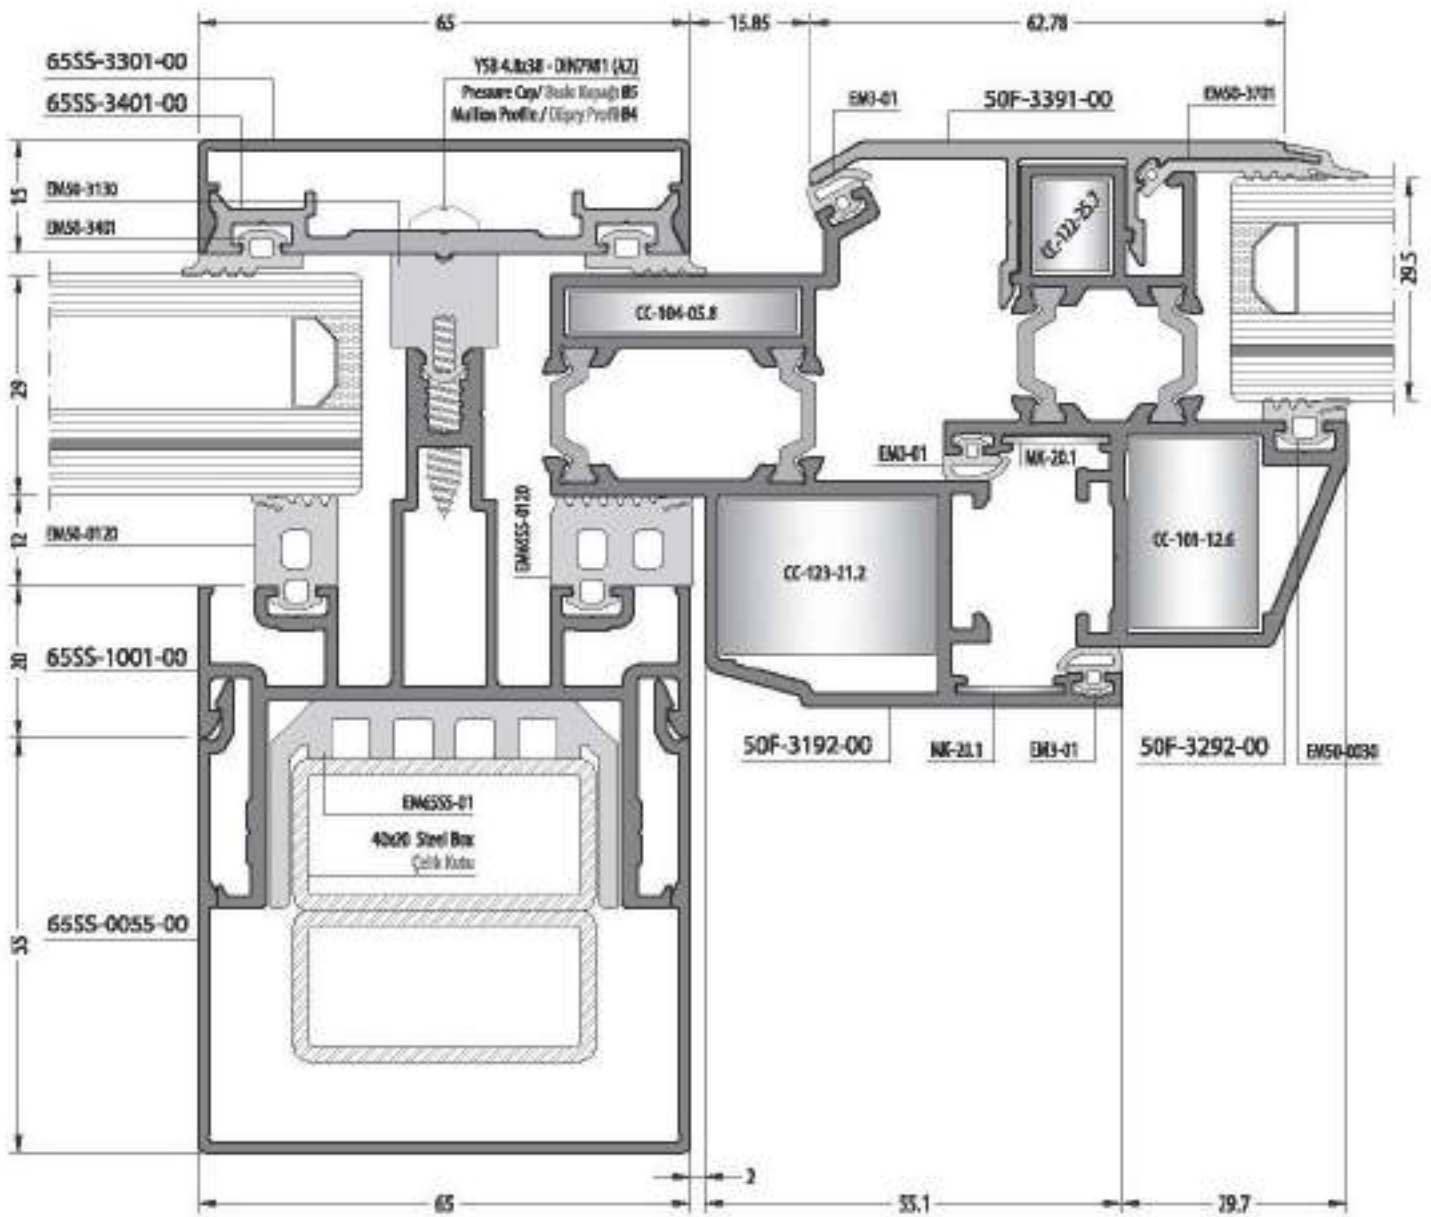 65
15.85
62.78
65SS-3301-00
YSB 4.8x38 - DIN7981 (A2)
65SS-3401-00
Pressure Cap/ Baskı Kapağı Ø5
Mullion Profile / Düşey Profil Ø4
EM3-01
50F-3391-00
EM50-3701
15
EM50-3130
EM50-3401
CC-122-25.7
29.5
CC-104-05.8
29
EM3-01
MK-20.1
12
EM50-0120
EM65SS-0120
CC-123-21.2
CC-101-12.6
20
65SS-1001-00
50F-3192-00
MK-20.1
EM3-01
50F-3292-00
EM50-0030
EM65SS-01
40x20 Steel Box
Çelik Kutu
65SS-0055-00
55
2
65
55.1
29.7